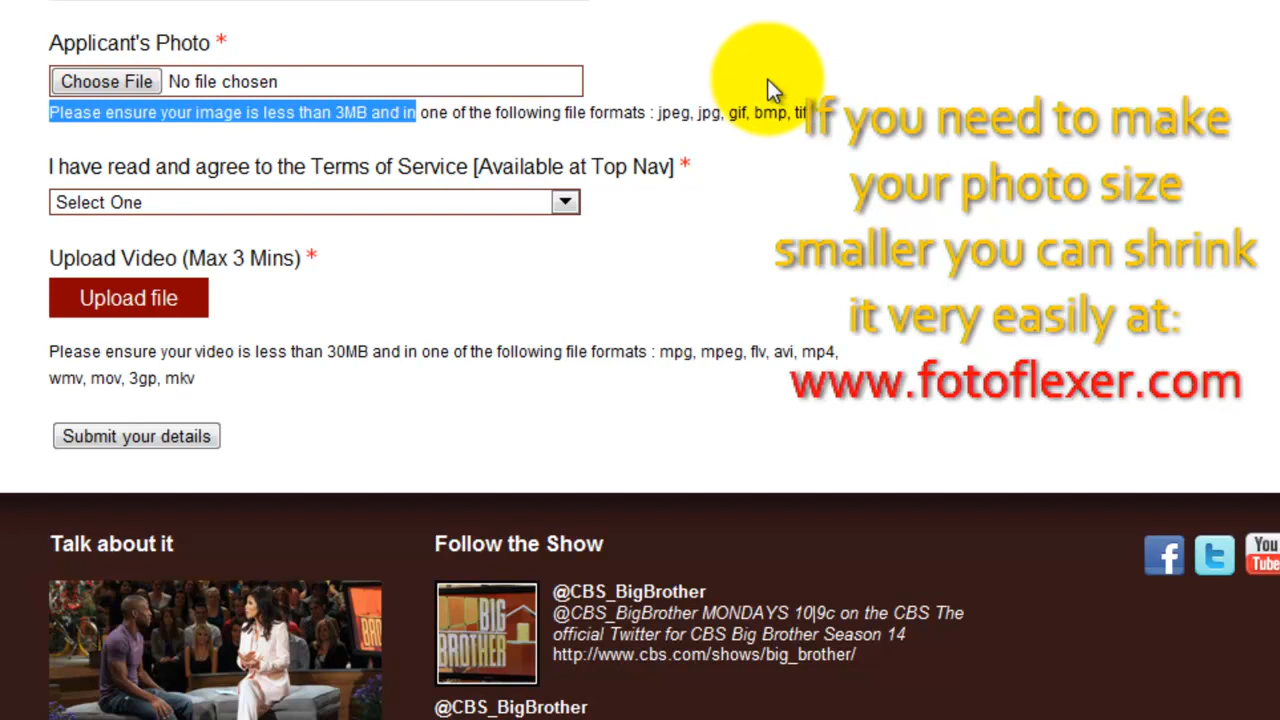 Applicant's Photo *
Choose File No file chosen
Please ensure your image is less than 3MB and in one of the following file formats : jpeg, jpg, gif, bmp, tif
If you need to make
your photo size
smaller you can shrink
it very easily at:
www.fotoflexer.com
I have read and agree to the Terms of Service [Available at Top Nav] *
Select One
Upload Video (Max 3 Mins) *
Upload file
Please ensure your video is less than 30MB and in one of the following file formats : mpg, mpeg, flv, avi, mp4,
wmv, mov, 3gp, mkv
Submit your details
Talk about it
Follow the Show
f
t
You
Tube
BIG
BROTHER
@CBS_BigBrother
@CBS_BigBrother MONDAYS 10|9c on the CBS The
official Twitter for CBS Big Brother Season 14
http://www.cbs.com/shows/big_brother/
@CBS_BigBrother